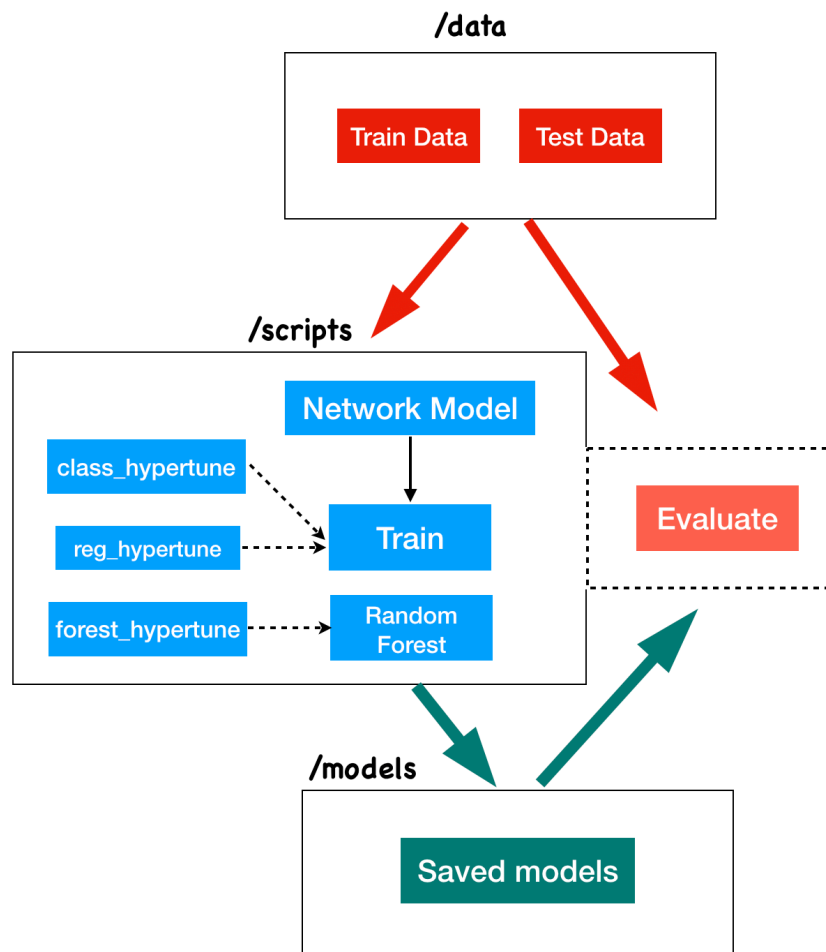 /data
Train Data
Test Data
/scripts
Network Model
class_hypertune
Train
reg_hypertune
Evaluate
forest_hypertune
Random
Forest
/models
Saved models